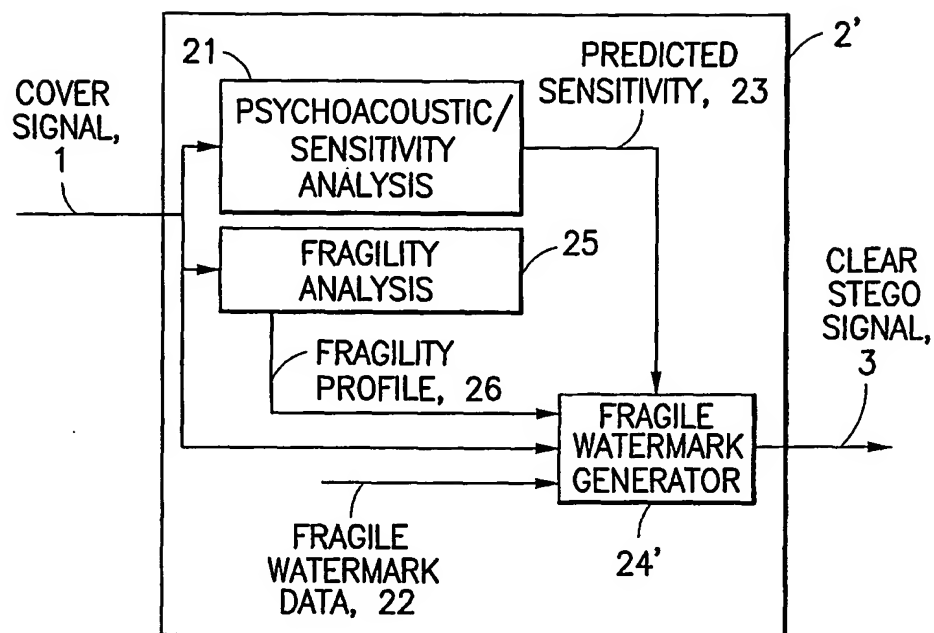 2'
21
PREDICTED
SENSITIVITY, 23
COVER
SIGNAL,
1
PSYCHOACOUSTIC/
SENSITIVITY
ANALYSIS
25
FRAGILITY
ANALYSIS
CLEAR
STEGO
SIGNAL,
3
FRAGILITY
PROFILE, 26
FRAGILE
WATERMARK
GENERATOR
24'
FRAGILE
WATERMARK
DATA, 22